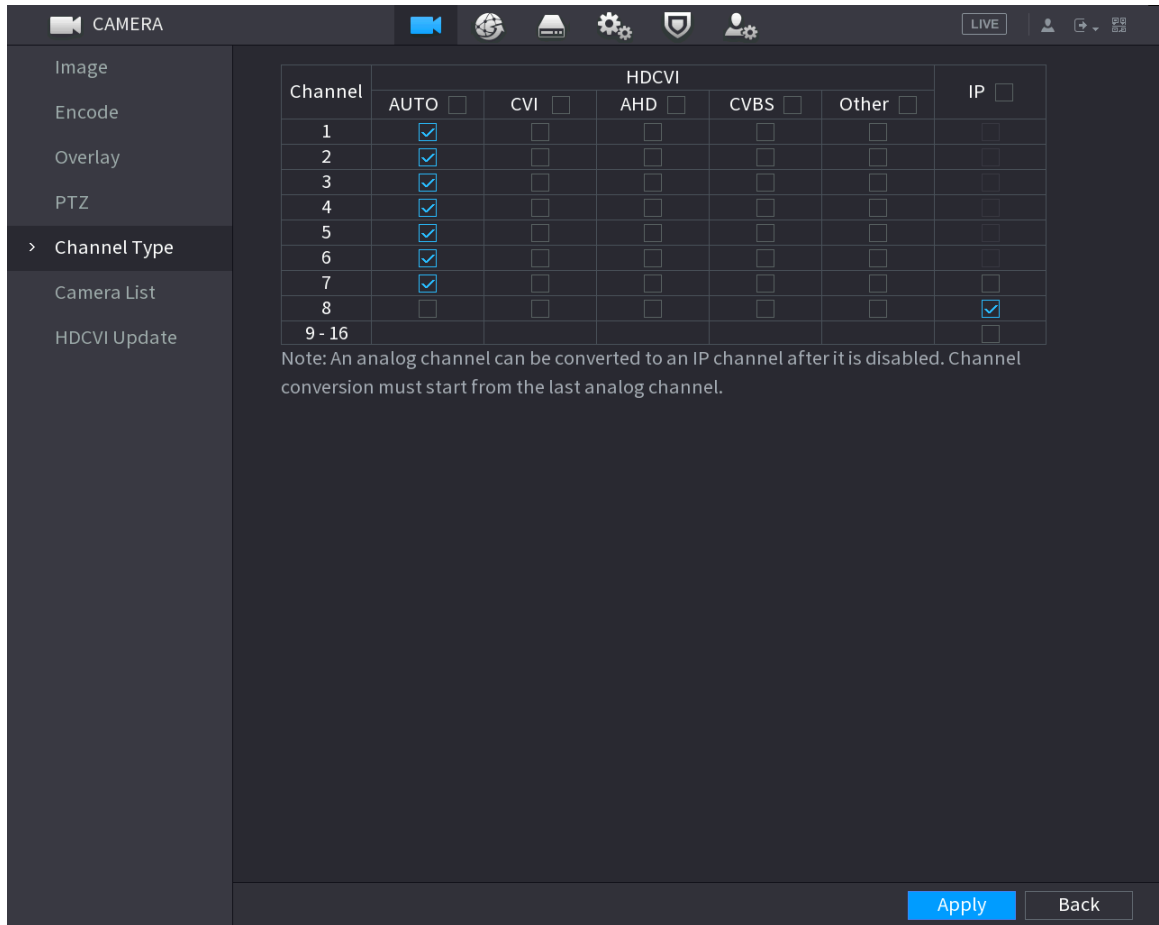 CAMERA
LIVE
Image
Encode
Overlay
PTZ
> Channel Type
Camera List
HDCVI Update
Channel HDCVI IP
AUTO CVI AHD CVBS Other
1
2
3
4
5
6
7
8
9 - 16
Note: An analog channel can be converted to an IP channel after it is disabled. Channel
conversion must start from the last analog channel.
Apply Back